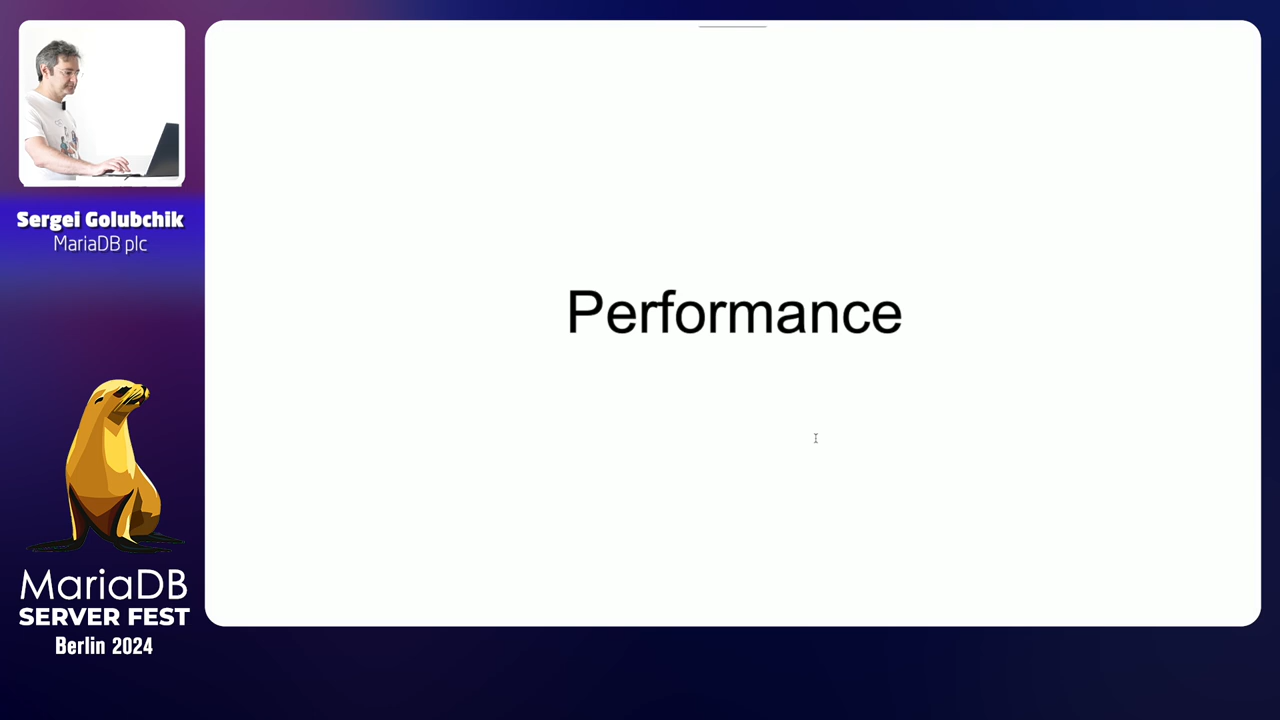 Sergei Golubchik
MariaDB plc
Performance
MariaDB
SERVER FEST
Berlin 2024